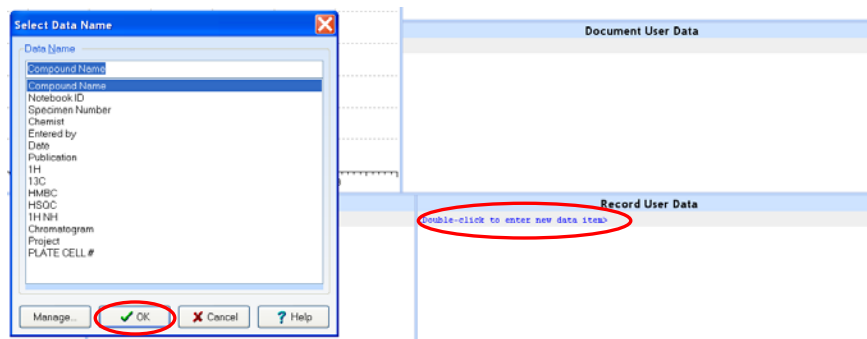 Select Data Name
Data Name
Compound Name
Compound Name
Notebook ID
Specimen Number
Chemist
Entered by
Date
Publication
1H
13C
HMBC
HSQC
1H NH
Chromatogram
Project
PLATE CELL #
Manage...
OK
Cancel
? Help
Document User Data
Record User Data
Double-click to enter new data item>